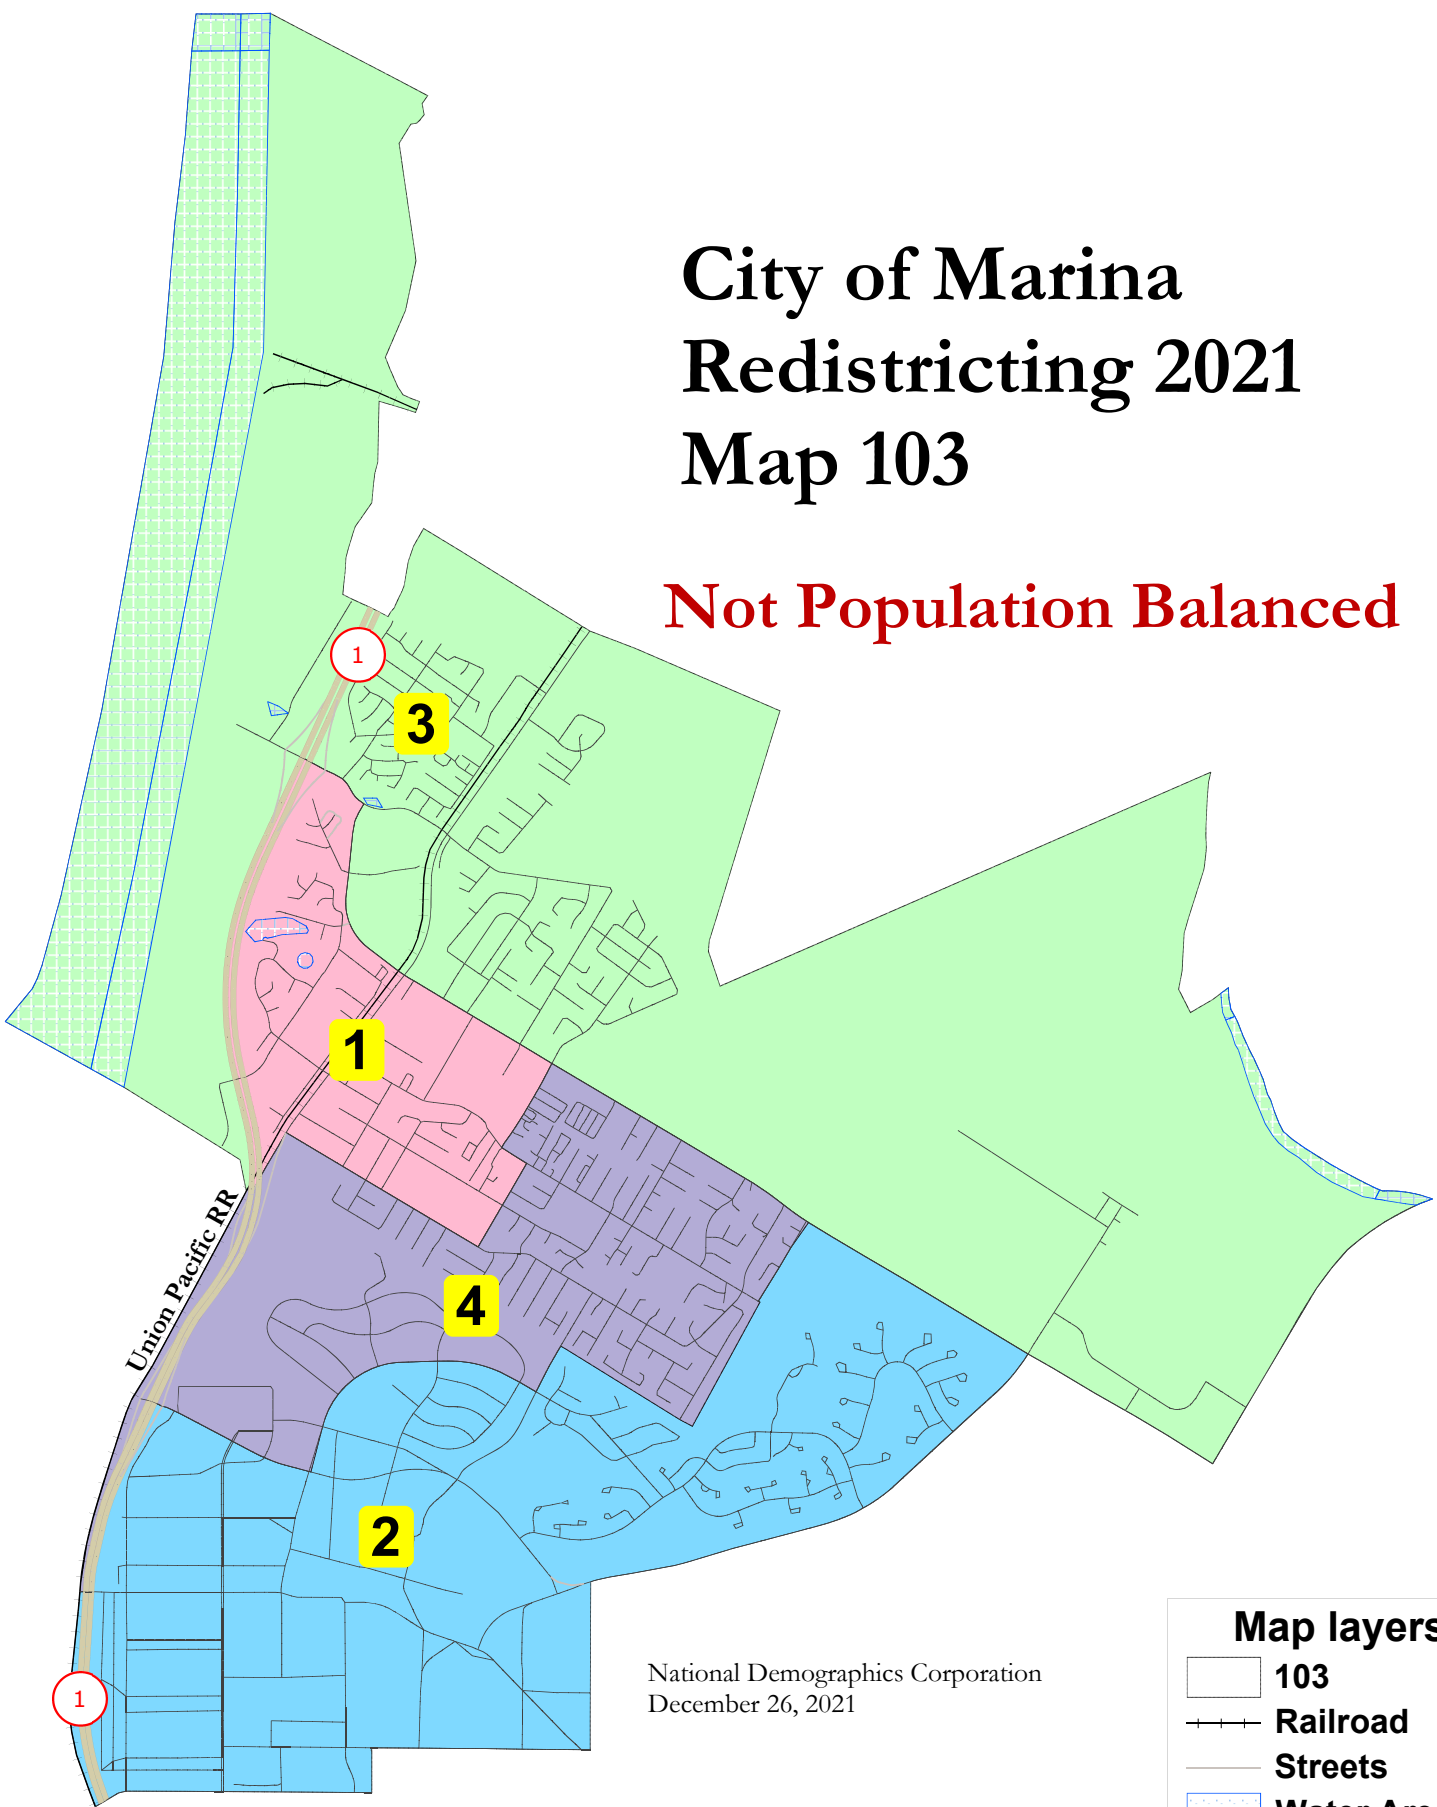 City of Marina
Redistricting 2021
Map 103
Not Population Balanced
1
3
1
Union Pacific RR
4
2
1
National Demographics Corporation
December 26, 2021
Map layers
103
Railroad
Streets
Water